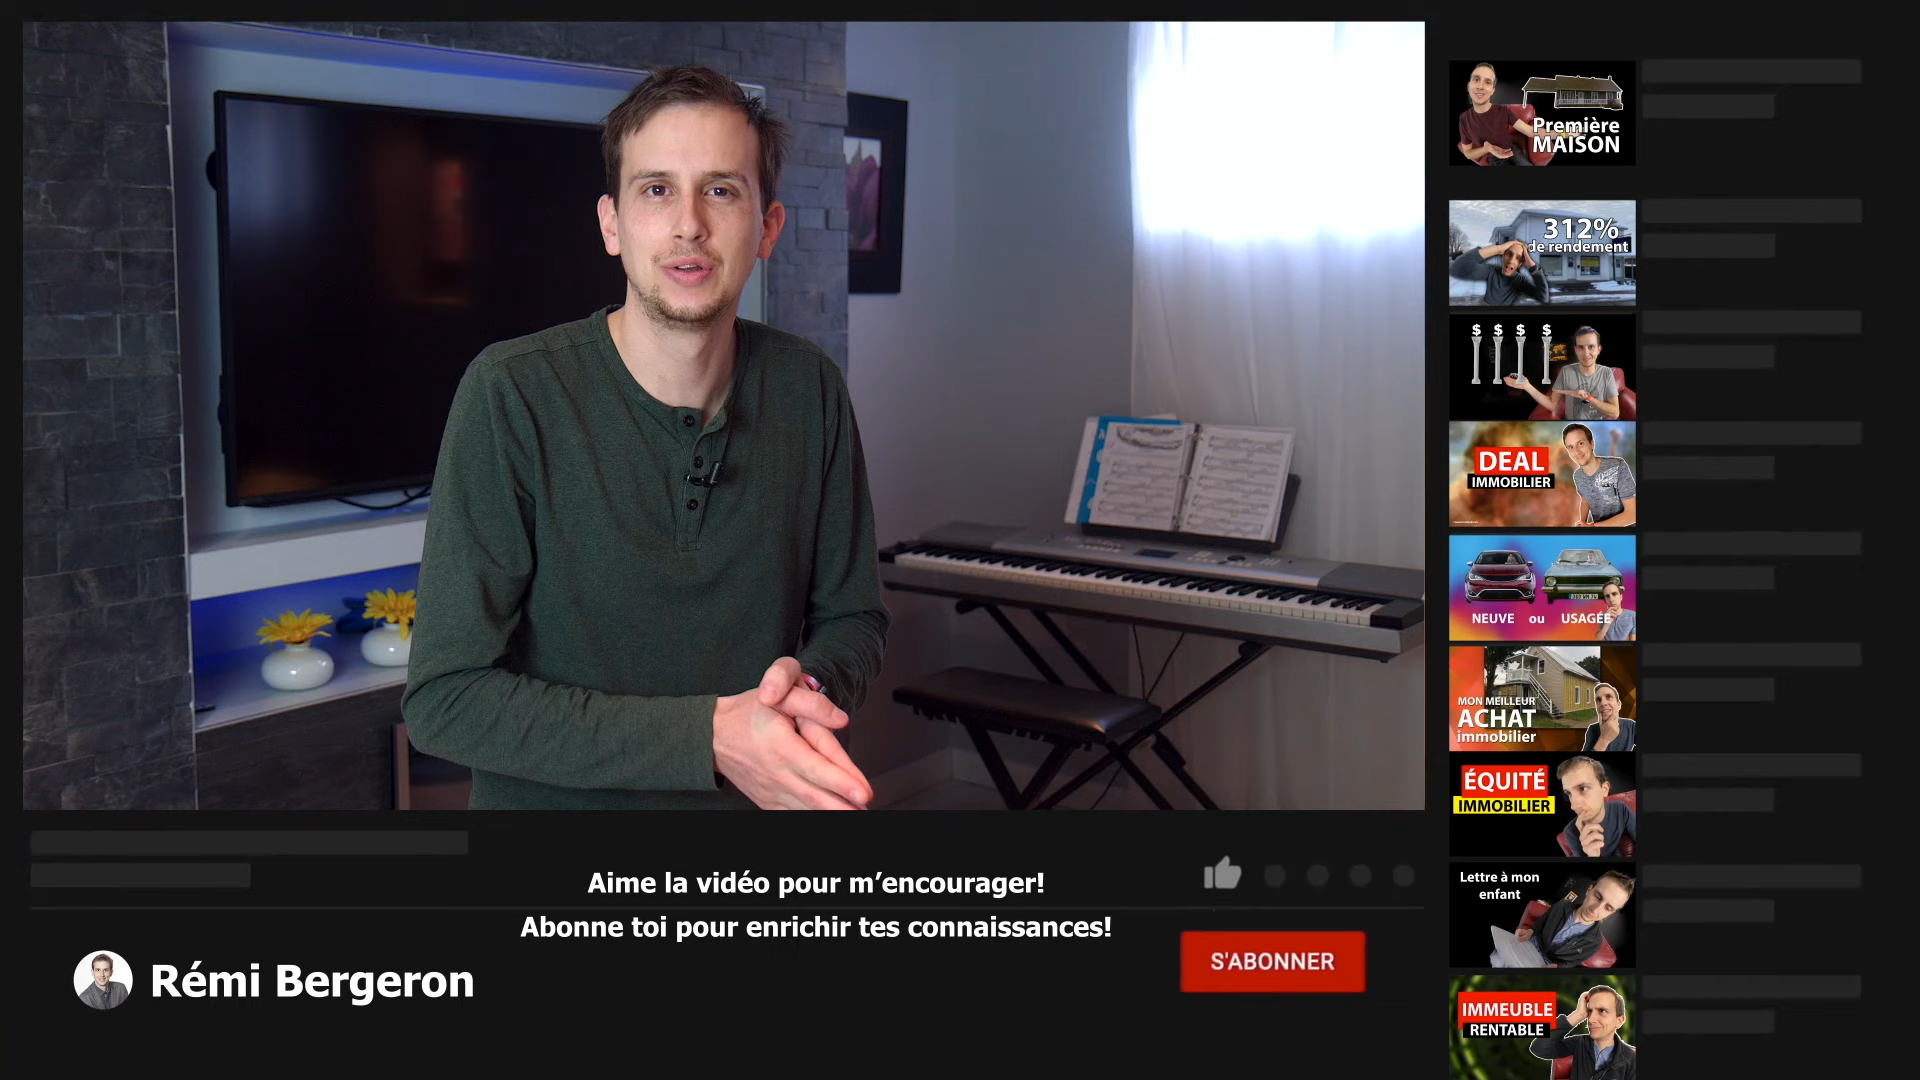 Première
MAISON
312%
de rendement
$ $ $ $
DEAL
IMMOBILIER
NEUVE ou USAGÉE
MON MEILLEUR
ACHAT
immobilier
ÉQUITÉ
IMMOBILIER
Lettre à mon
enfant
IMMEUBLE
RENTABLE
Aime la vidéo pour m’encourager!
Abonne toi pour enrichir tes connaissances!
S'ABONNER
Rémi Bergeron